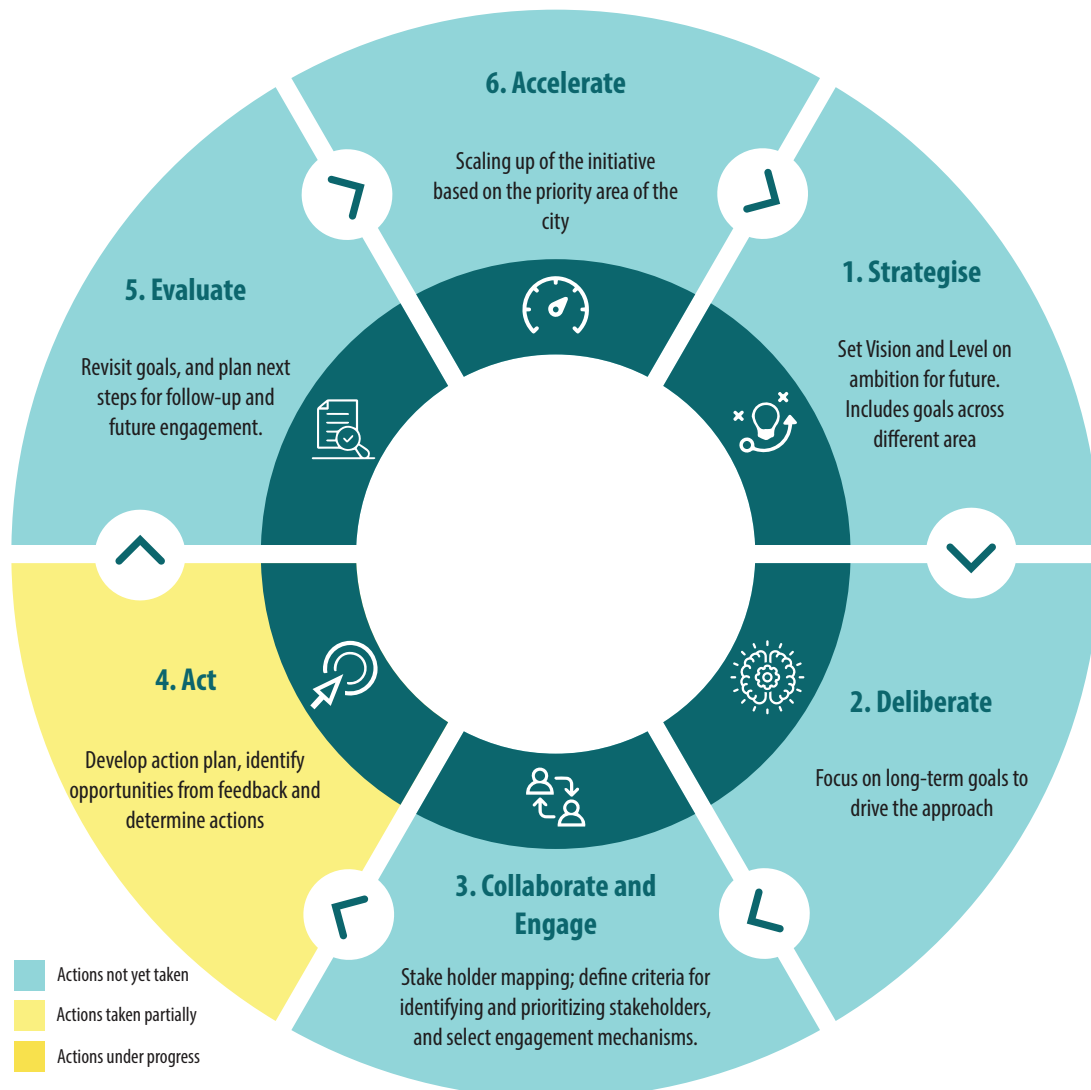 6. Accelerate
Scaling up of the initiative
based on the priority area of the
city
1. Strategise
Set Vision and Level on
ambition for future.
Includes goals across
different area
2. Deliberate
Focus on long-term goals to
drive the approach
3. Collaborate and
Engage
Stake holder mapping; define criteria for
identifying and prioritizing stakeholders,
and select engagement mechanisms.
4. Act
Develop action plan, identify
opportunities from feedback and
determine actions
5. Evaluate
Revisit goals, and plan next
steps for follow-up and
future engagement.
Actions not yet taken
Actions taken partially
Actions under progress